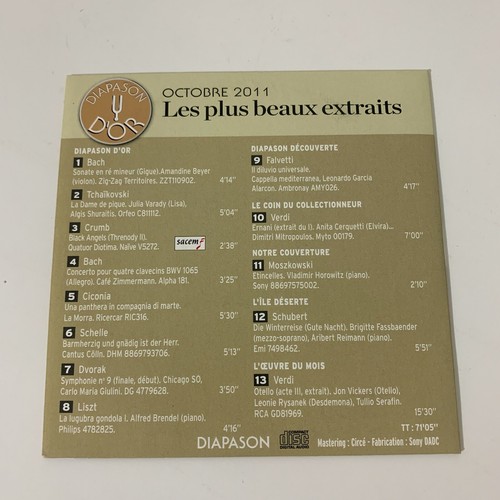 DIAPASON D'OR
OCTOBRE 2011
Les plus beaux extraits
DIAPASON D'OR
1 Bach
Sonate en ré mineur (Gigue).Amandine Beyer
(violon). Zig-Zag Territoires. ZZT110902. 4'14"
2 Tchaïkovski
La Dame de pique. Julia Varady (Lisa),
Algis Shuraitis. Orfeo C811112. 5'04"
3 Crumb
Black Angels (Threnody II).
Quatuor Diotima. Naïve V5272. sacem 2'38"
4 Bach
Concerto pour quatre clavecins BWV 1065
(Allegro). Café Zimmermann. Alpha 181. 3'25"
5 Ciconia
Una panthera in compagnia di marte.
La Morra. Ricercar RIC316. 5'30"
6 Schelle
Barmherzig und gnädig ist der Herr.
Cantus Cölln. DHM 8869793706. 5'13"
7 Dvorak
Symphonie nº 9 (finale, début). Chicago SO,
Carlo Maria Giulini. DG 4779628. 3'50"
8 Liszt
La lugubra gondola I. Alfred Brendel (piano).
Philips 4782825. 4'16"
DIAPASON DÉCOUVERTE
9 Falvetti
Il diluvio universale.
Cappella mediterranea, Leonardo Garcia
Alarcon. Ambronay AMY026. 4'17"
LE COIN DU COLLECTIONNEUR
10 Verdi
Ernani (extrait du I). Anita Cerquetti (Elvira)...
Dimitri Mitropoulos. Myto 00179. 7'00"
NOTRE COUVERTURE
11 Moszkowski
Etincelles. Vladimir Horowitz (piano).
Sony 88697575002. 2'10"
L'ÎLE DÉSERTE
12 Schubert
Die Winterreise (Gute Nacht). Brigitte Fassbaender
(mezzo-soprano), Aribert Reimann (piano).
Emi 7498462. 5'51"
L'ŒUVRE DU MOIS
13 Verdi
Otello (acte III, extrait). Jon Vickers (Otello),
Leonie Rysanek (Desdemona), Tullio Serafin.
RCA GD81969. 15'30"
TT : 71'05"
DIAPASON COMPACT disc DIGITAL AUDIO Mastering : Circé - Fabrication : Sony DADC